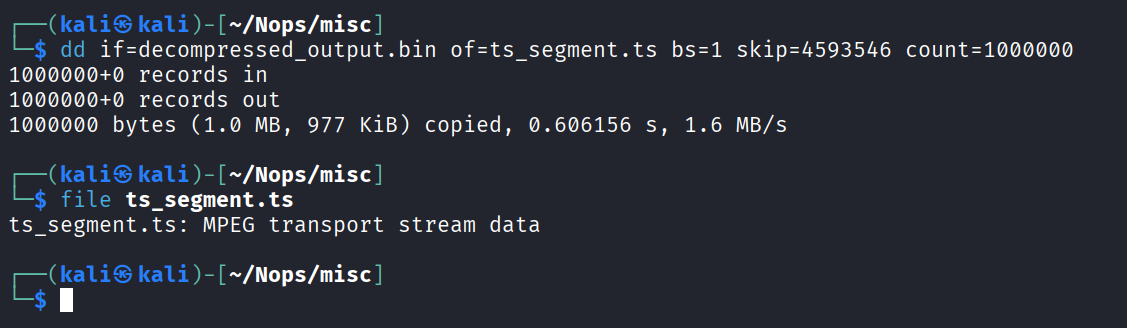 ┌──(kali㉿kali)-[~/Nops/misc]
└─$ dd if=decompressed_output.bin of=ts_segment.ts bs=1 skip=4593546 count=1000000
1000000+0 records in
1000000+0 records out
1000000 bytes (1.0 MB, 977 KiB) copied, 0.606156 s, 1.6 MB/s
┌──(kali㉿kali)-[~/Nops/misc]
└─$ file ts_segment.ts
ts_segment.ts: MPEG transport stream data
┌──(kali㉿kali)-[~/Nops/misc]
└─$